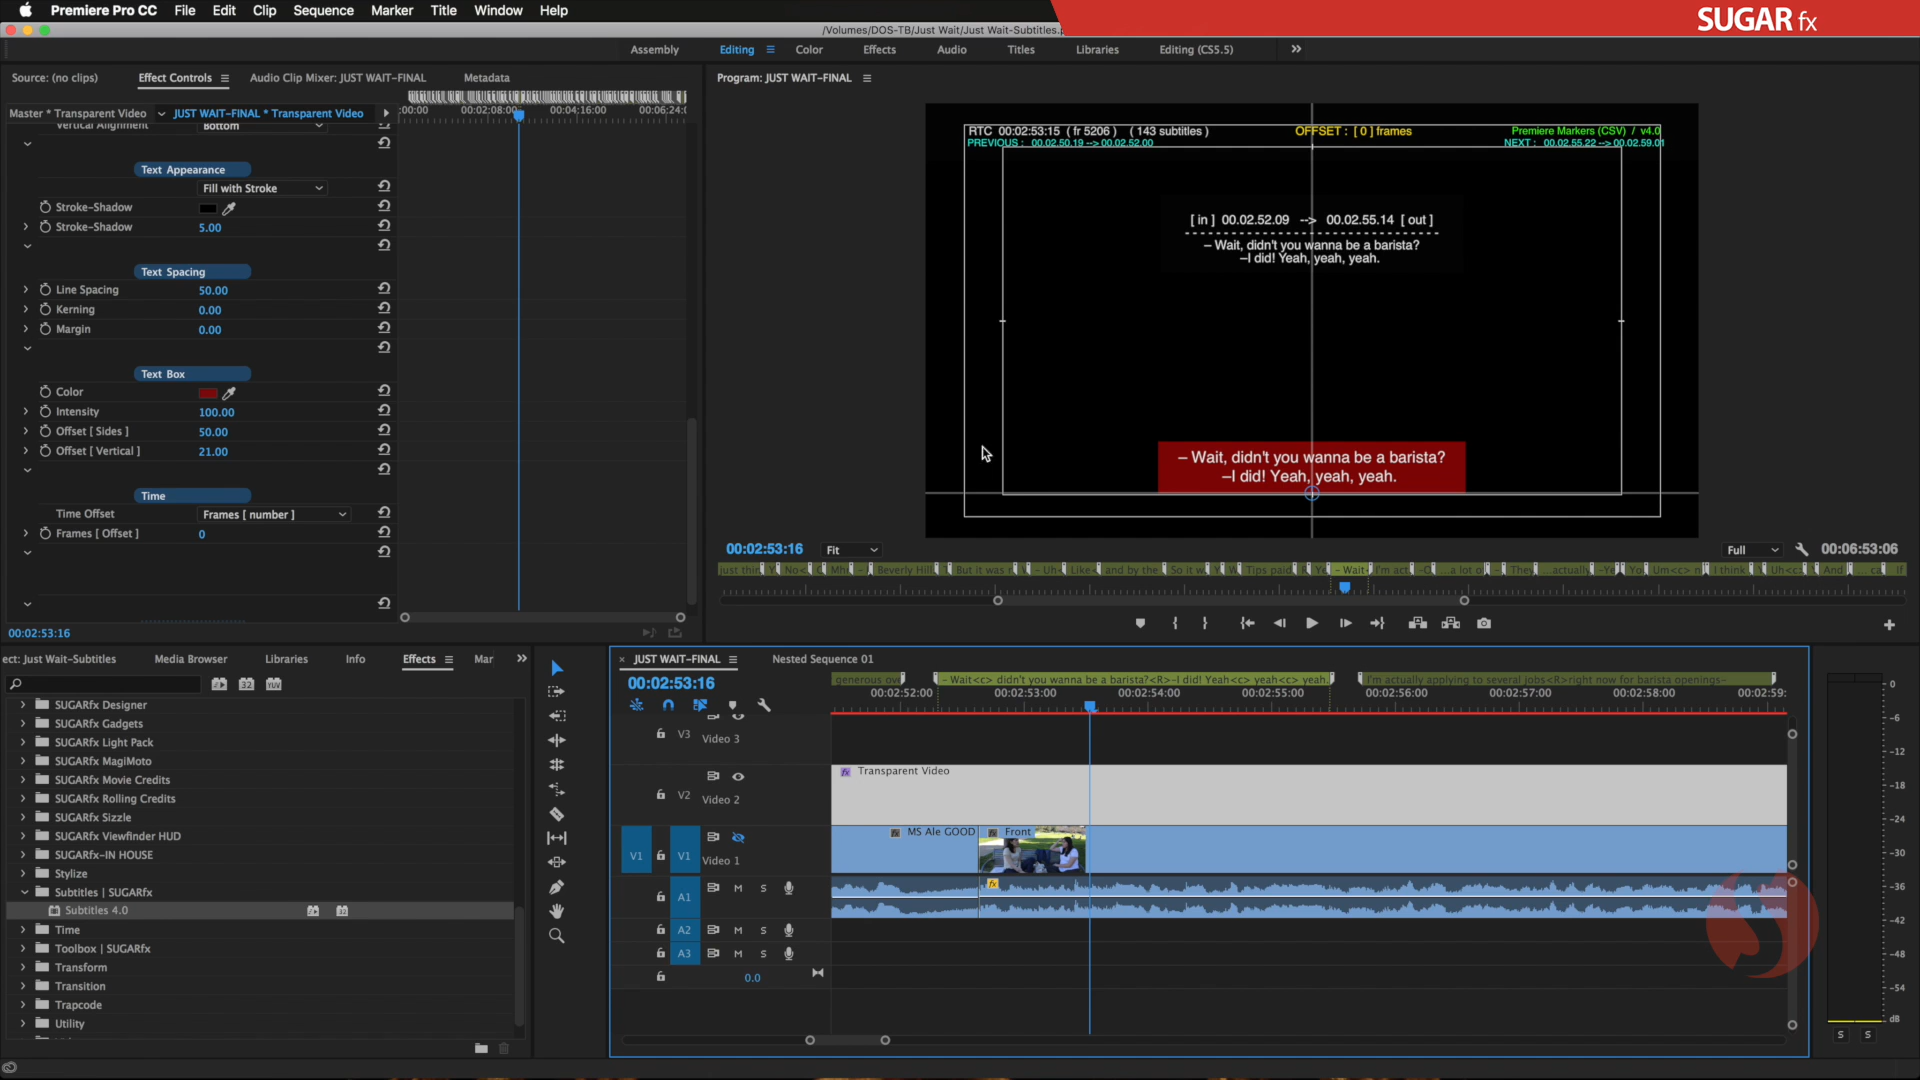 Premiere Pro CC File Edit Clip Sequence Marker Title Window Help
SUGAR fx
/Volumes/DOS-TB/Just Wait/Just Wait-Subtitles.
Assembly Editing Color Effects Audio Titles Libraries Editing (CS5.5)
Source: (no clips) Effect Controls Audio Clip Mixer: JUST WAIT-FINAL Metadata
Program: JUST WAIT-FINAL
Master * Transparent Video JUST WAIT-FINAL * Transparent Video
:00:00 00:02:08:00 00:04:16:00 00:06:24:0
Vertical Alignment Bottom
Text Appearance
Fill with Stroke
Stroke-Shadow
Stroke-Shadow 5.00
Text Spacing
Line Spacing 50.00
Kerning 0.00
Margin 0.00
Text Box
Color
Intensity 100.00
Offset [ Sides ] 50.00
Offset [ Vertical ] 21.00
Time
Time Offset Frames [ number ]
Frames [ Offset ] 0
00:02:53:16
RTC 00:02:53:15 ( fr 5206 ) ( 143 subtitles ) OFFSET : [ 0 ] frames Premiere Markers (CSV) / v4.0
PREVIOUS : 00.02.50.19 --> 00.02.52.00 NEXT : 00.02.55.22 --> 00.02.59.01
[ in ] 00.02.52.09 --> 00.02.55.14 [ out ]
– Wait, didn't you wanna be a barista?
–I did! Yeah, yeah, yeah.
– Wait, didn't you wanna be a barista?
–I did! Yeah, yeah, yeah.
00:02:53:16 Fit Full 00:06:53:06
just thin Y No< C Mh - Beverly Hill - But it was W - Uh- Like< and by the So it w Y W Tips paid R Ye - Wait- I'm act -C ...a lot o - They ...actually -Ye Yo Um<c> n I think Y Uh<c> And ... ca If
ect: Just Wait-Subtitles Media Browser Libraries Info Effects Mar
SUGARfx Designer
SUGARfx Gadgets
SUGARfx Light Pack
SUGARfx MagiMoto
SUGARfx Movie Credits
SUGARfx Rolling Credits
SUGARfx Sizzle
SUGARfx Viewfinder HUD
SUGARfx-IN HOUSE
Stylize
Subtitles | SUGARfx
Subtitles 4.0
Time
Toolbox | SUGARfx
Transform
Transition
Trapcode
Utility
JUST WAIT-FINAL Nested Sequence 01
00:02:53:16
generous ov - Wait<c> didn't you wanna be a barista?<R>-I did! Yeah<c> yeah<c> yeah. I'm actually applying to several jobs<R>right now for barista openings-
00:02:52:00 00:02:53:00 00:02:54:00 00:02:55:00 00:02:56:00 00:02:57:00 00:02:58:00 00:02:59:
V3 Video 3
Transparent Video
V2 Video 2
MS Ale GOOD Front
V1 V1 Video 1
A1 M S
A2 M S
A3 M S
0.0
0
-6
-12
-18
-24
-30
-36
-42
-48
-54
dB
S S